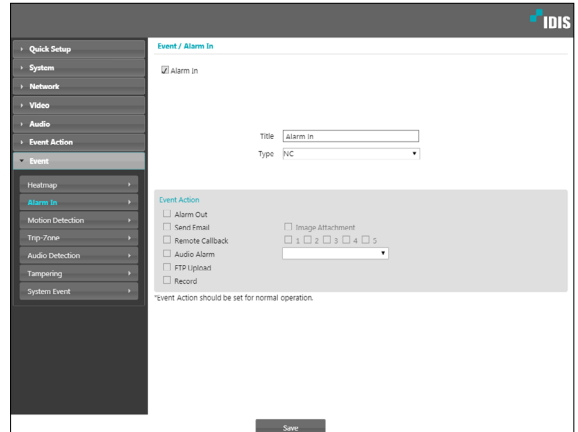 IDIS
Quick Setup
System
Network
Video
Audio
Event Action
Event
Heatmap
Alarm In
Motion Detection
Trip-Zone
Audio Detection
Tampering
System Event
Event / Alarm In
Alarm In
Title Alarm In
Type NC
Event Action
Alarm Out
Send Email Image Attachment
Remote Callback 1 2 3 4 5
Audio Alarm
FTP Upload
Record
*Event Action should be set for normal operation.
Save